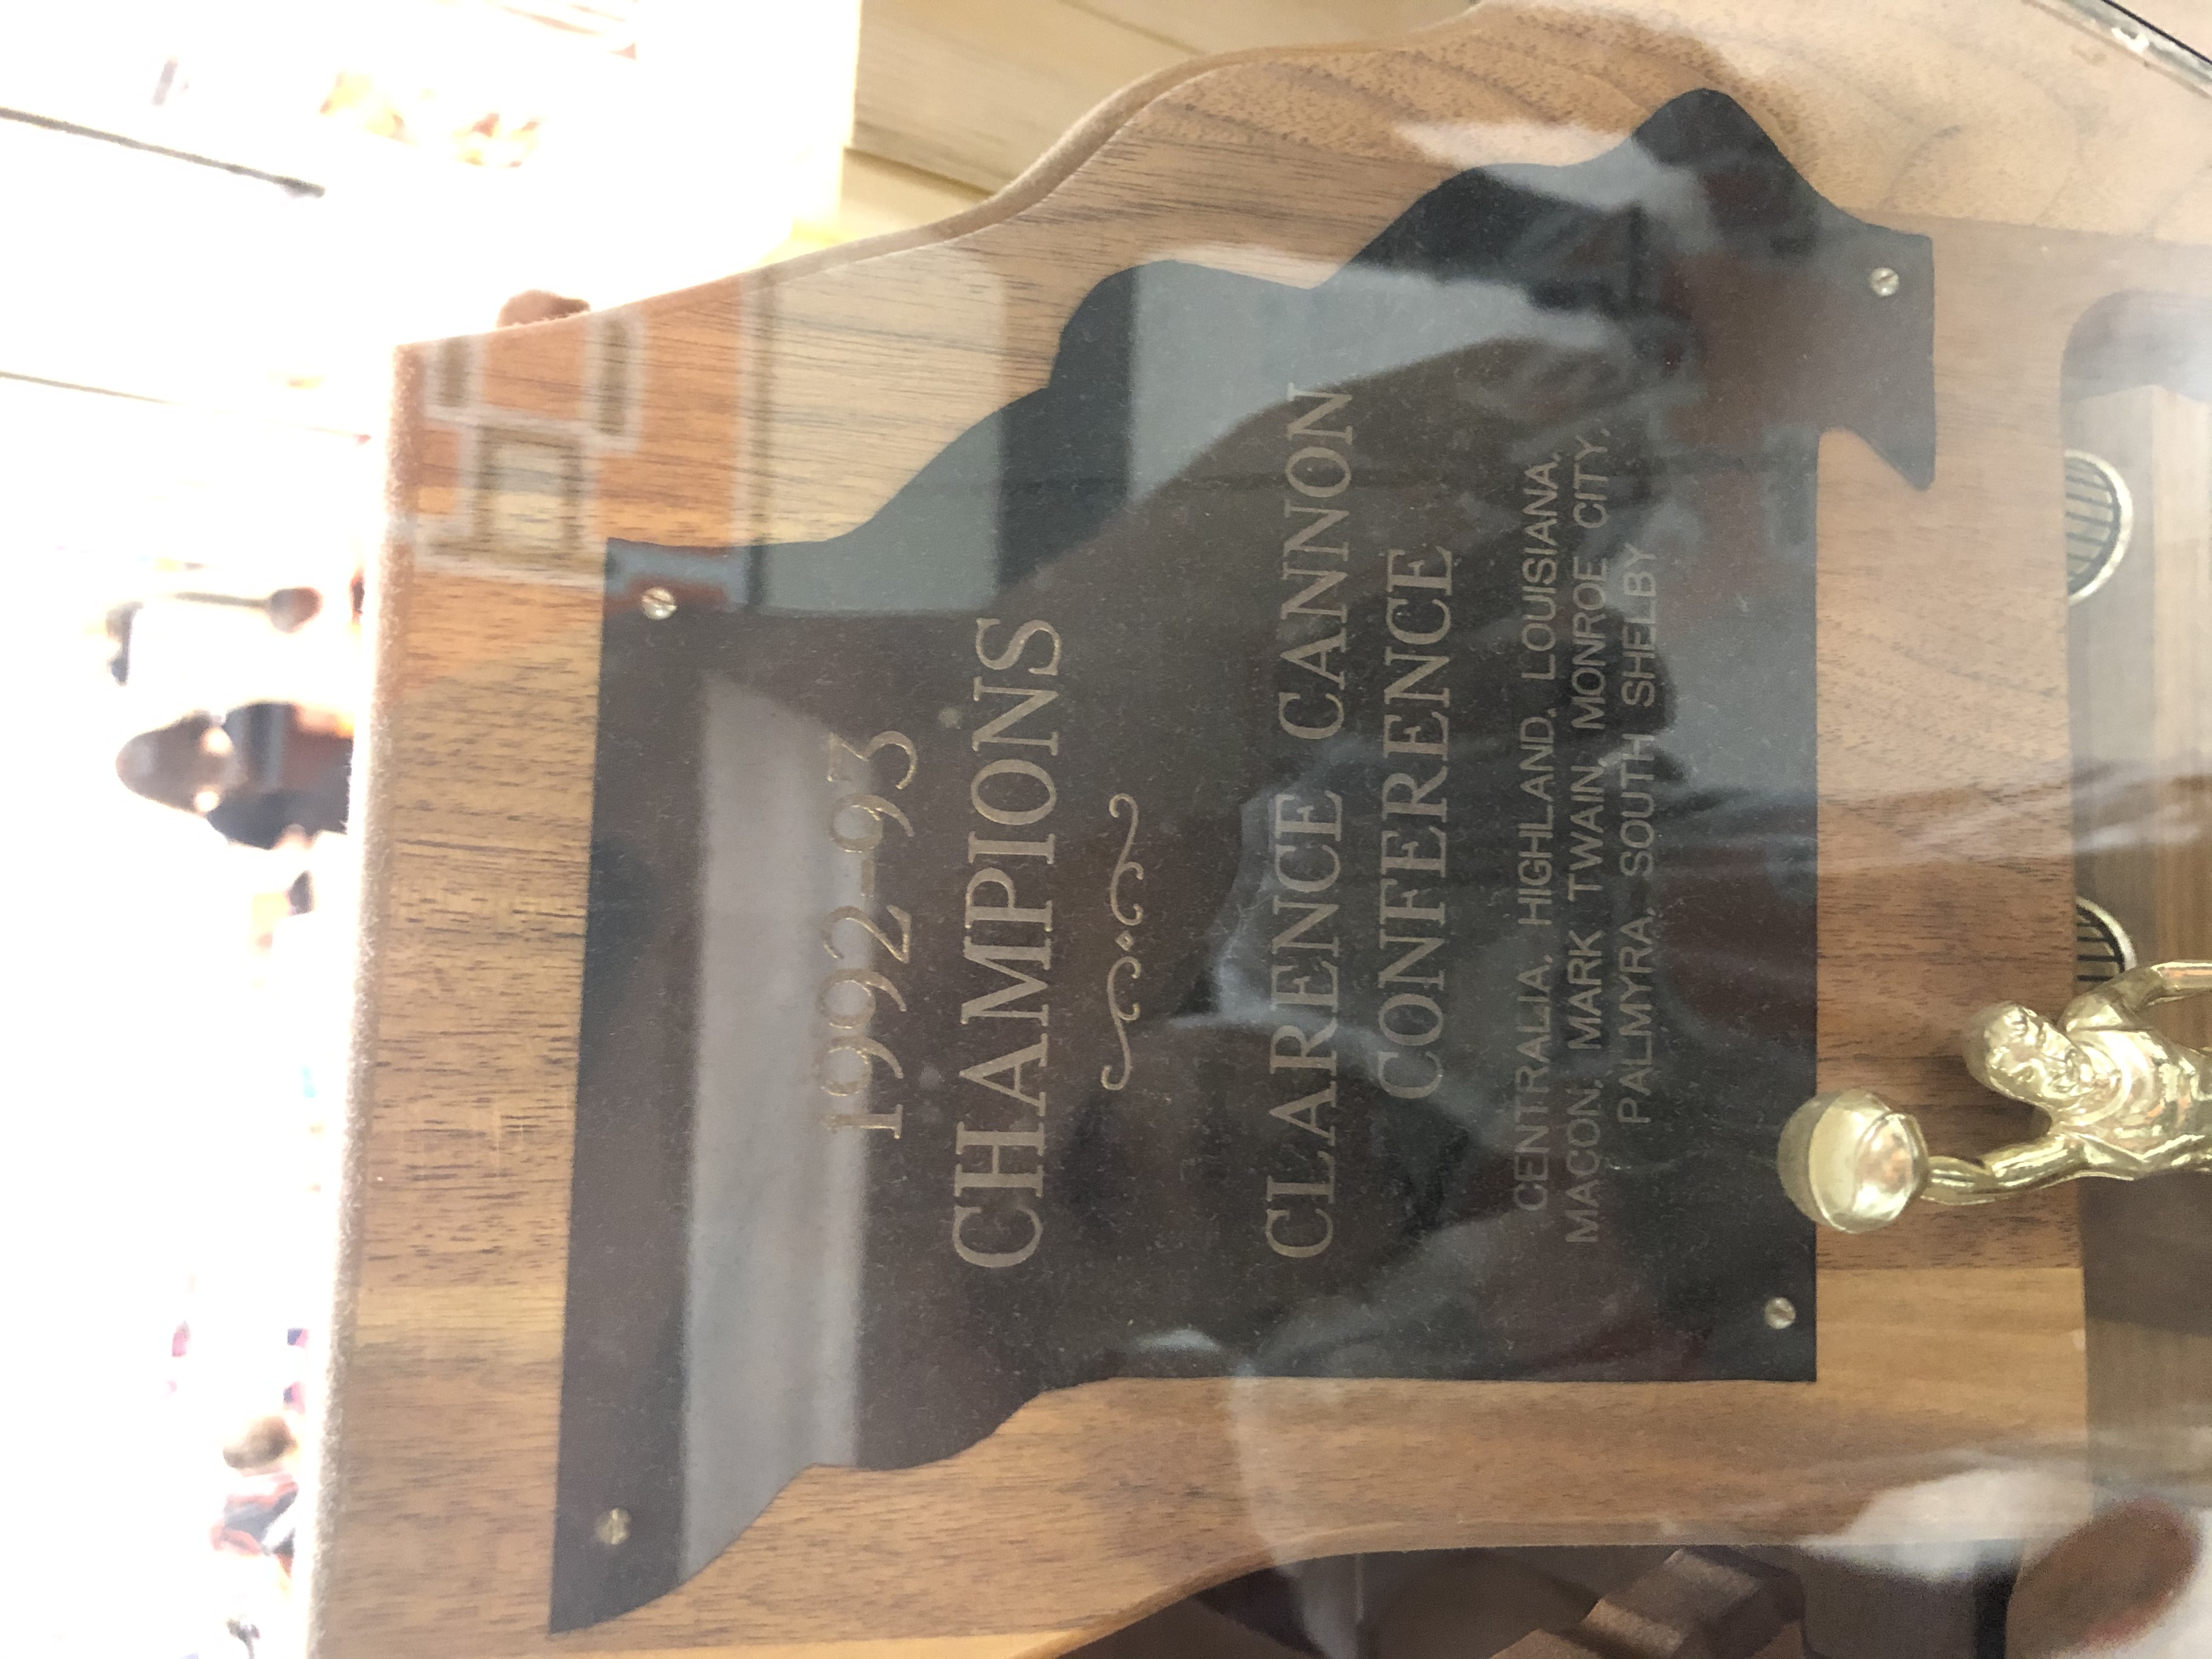 1992-93
CHAMPIONS
CLARENCE CANNON
CONFERENCE
CENTRALIA, HIGHLAND, LOUISIANA,
MACON, MARK TWAIN, MONROE CITY,
PALMYRA, SOUTH SHELBY